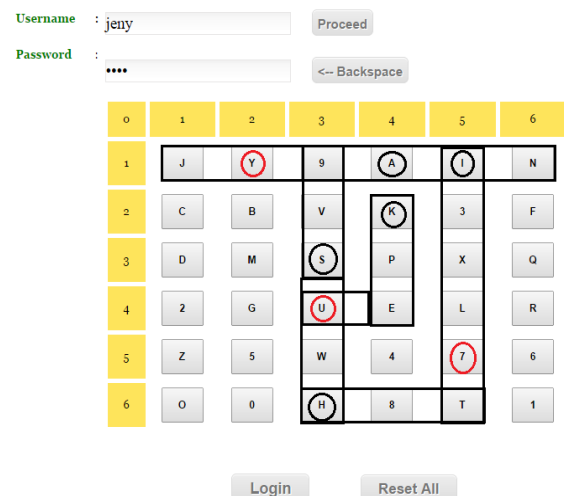 Username : jeny Proceed
Password : •••• <-- Backspace
0 1 2 3 4 5 6
1 J Y 9 A I N
2 C B V K 3 F
3 D M S P X Q
4 2 G U E L R
5 Z 5 W 4 7 6
6 O 0 H 8 T 1
Login Reset All